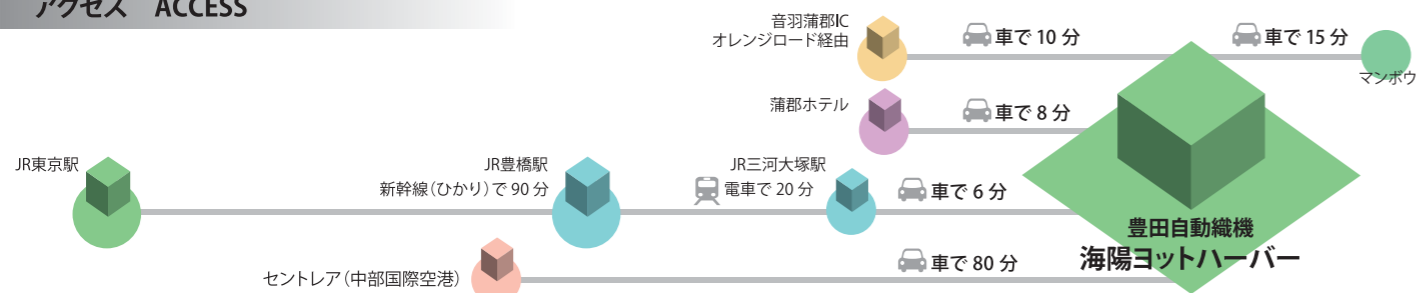 アクセス ACCESS
音羽蒲郡IC
オレンジロード経由
車で 10 分
車で 15 分
マンボウ
蒲郡ホテル
車で 8 分
JR東京駅
JR豊橋駅
新幹線（ひかり）で 90 分
JR三河大塚駅
電車で 20 分
車で 6 分
豊田自動織機
海陽ヨットハーバー
セントレア（中部国際空港）
車で 80 分